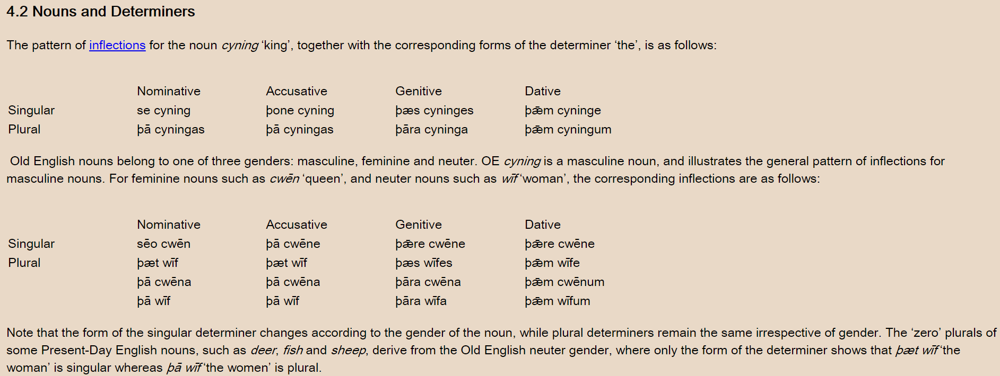 4.2 Nouns and Determiners
The pattern of inflections for the noun cyning ‘king’, together with the corresponding forms of the determiner ‘the’, is as follows:
Nominative Accusative Genitive Dative
Singular se cyning þone cyning þæs cyninges þǣm cyninge
Plural þā cyningas þā cyningas þāra cyninga þǣm cyningum
Old English nouns belong to one of three genders: masculine, feminine and neuter. OE cyning is a masculine noun, and illustrates the general pattern of inflections for
masculine nouns. For feminine nouns such as cwēn ‘queen’, and neuter nouns such as wīf ‘woman’, the corresponding inflections are as follows:
Nominative Accusative Genitive Dative
Singular sēo cwēn þā cwēne þǣre cwēne þǣre cwēne
Plural þæt wīf þæt wīf þæs wīfes þǣm wīfe
þā cwēna þā cwēna þāra cwēna þǣm cwēnum
þā wīf þā wīf þāra wīfa þǣm wīfum
Note that the form of the singular determiner changes according to the gender of the noun, while plural determiners remain the same irrespective of gender. The ‘zero’ plurals of
some Present-Day English nouns, such as deer, fish and sheep, derive from the Old English neuter gender, where only the form of the determiner shows that þæt wīf ‘the
woman’ is singular whereas þā wīf ‘the women’ is plural.